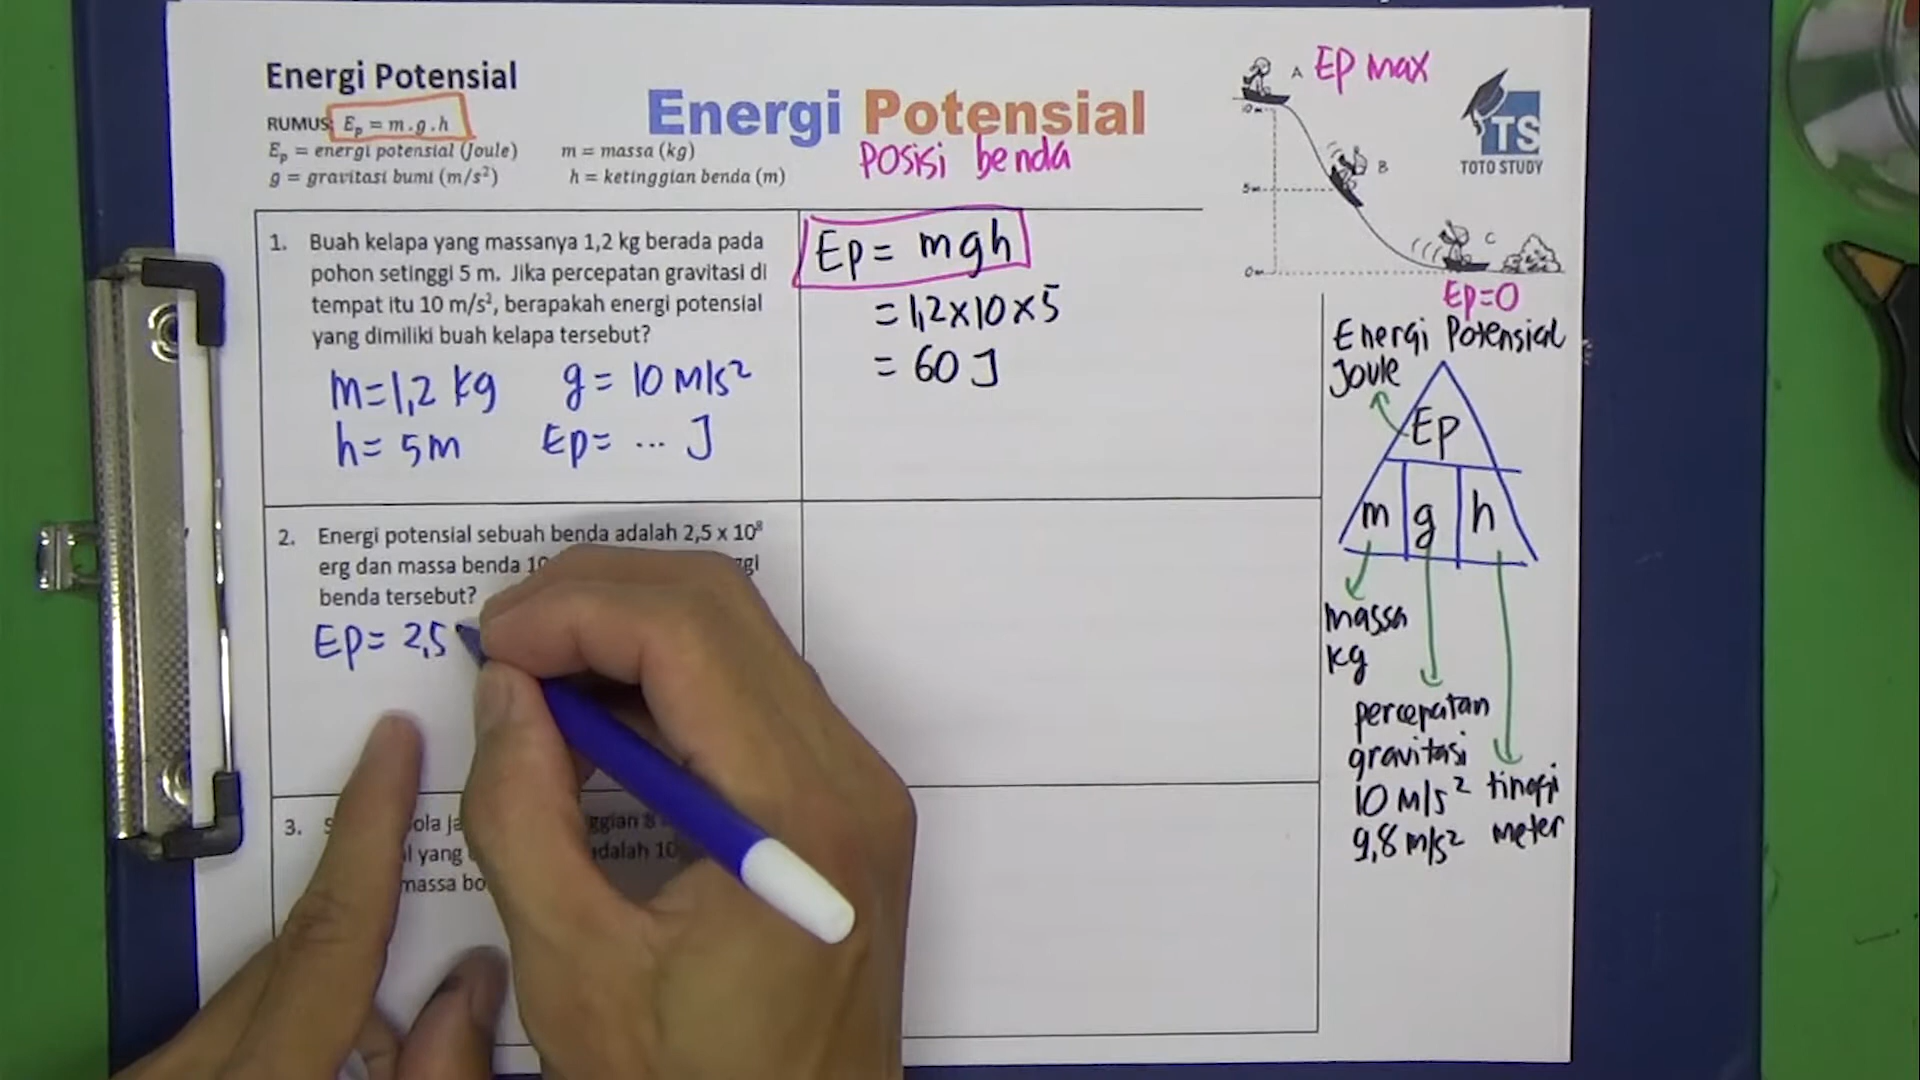 Energi Potensial
RUMUS: Eₚ = m . g . h
Eₚ = energi potensial (Joule) m = massa (kg)
g = gravitasi bumi (m/s²) h = ketinggian benda (m)
Energi Potensial
posisi benda
A Ep max
10m
B
5m
C
0m
Ep=0
TS
TOTO STUDY
1. Buah kelapa yang massanya 1,2 kg berada pada
pohon setinggi 5 m. Jika percepatan gravitasi di
tempat itu 10 m/s², berapakah energi potensial
yang dimiliki buah kelapa tersebut?
m=1,2 kg g= 10 m/s²
h= 5m Ep= ... J
Ep= mgh
= 1,2x10x5
= 60 J
2. Energi potensial sebuah benda adalah 2,5 x 10⁸
erg dan massa benda
benda tersebut?
Ep= 2,5
3.
yang
massa
Energi Potensial
Joule
Ep
m g h
massa
kg
percepatan
gravitasi
10 m/s²
9,8 m/s²
tinggi
meter